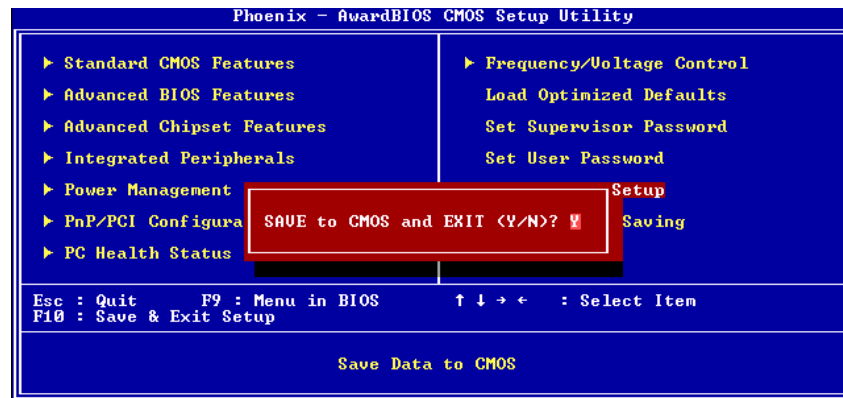 Phoenix - AwardBIOS CMOS Setup Utility
▶ Standard CMOS Features
▶ Advanced BIOS Features
▶ Advanced Chipset Features
▶ Integrated Peripherals
▶ Power Management
▶ PnP/PCI Configura
▶ PC Health Status
▶ Frequency/Voltage Control
Load Optimized Defaults
Set Supervisor Password
Set User Password
Setup
Saving
SAVE to CMOS and EXIT (Y/N)? Y
Esc : Quit F9 : Menu in BIOS ↑ ↓ → ← : Select Item
F10 : Save & Exit Setup
Save Data to CMOS